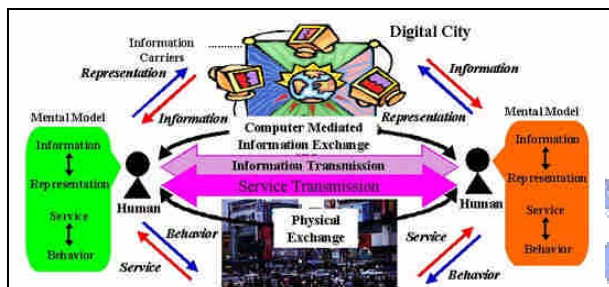 Digital City
Information
Carriers
Representation
Information
Information
Representation
Mental Model
Information
Representation
Service
Behavior
Human
Computer Mediated
Information Exchange
Information Transmission
Service Transmission
Physical
Exchange
Mental Model
Information
Representation
Service
Behavior
Human
Behavior
Service
Service
Behavior